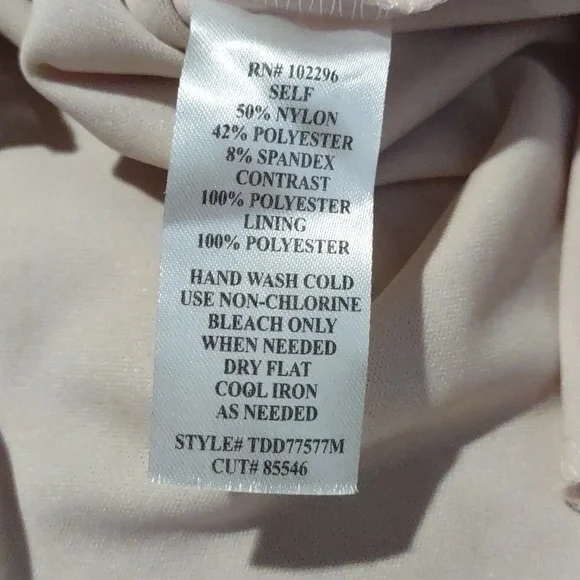 RN# 102296
SELF
50% NYLON
42% POLYESTER
8% SPANDEX
CONTRAST
100% POLYESTER
LINING
100% POLYESTER
HAND WASH COLD
USE NON-CHLORINE
BLEACH ONLY
WHEN NEEDED
DRY FLAT
COOL IRON
AS NEEDED
STYLE# TDD77577M
CUT# 85546